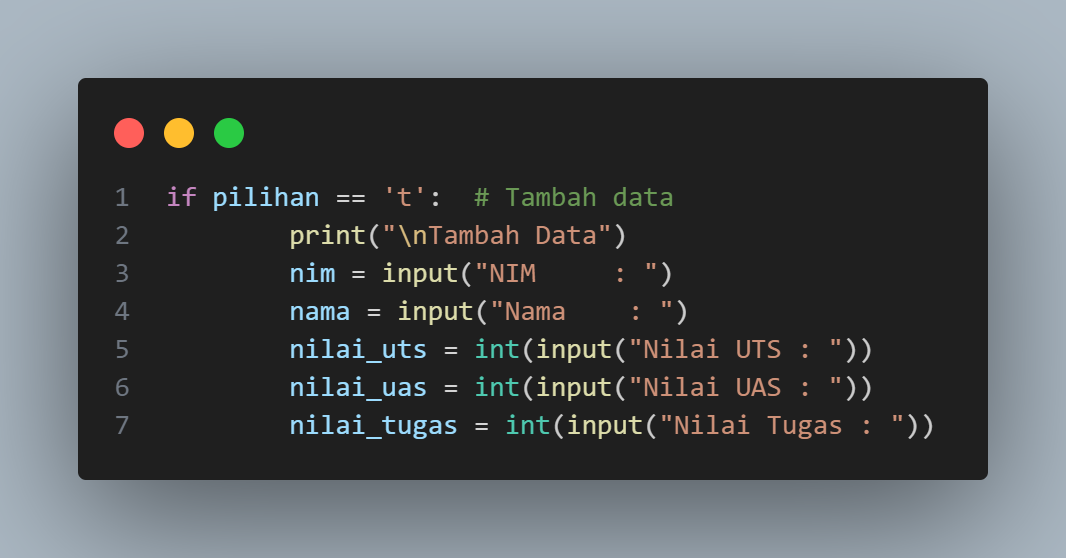 1 if pilihan == 't':  # Tambah data
2         print("\nTambah Data")
3         nim = input("NIM     : ")
4         nama = input("Nama    : ")
5         nilai_uts = int(input("Nilai UTS : "))
6         nilai_uas = int(input("Nilai UAS : "))
7         nilai_tugas = int(input("Nilai Tugas : "))